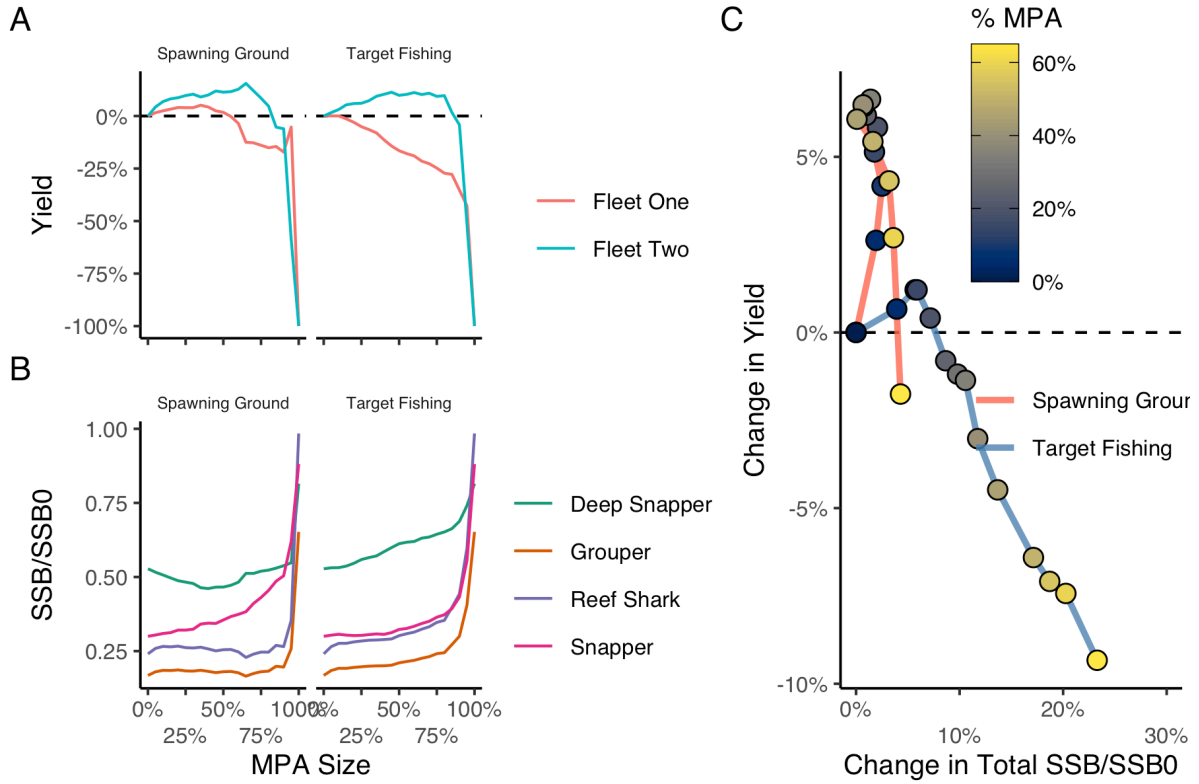 A
Spawning Ground
Target Fishing
0%
-25%
-50%
-75%
-100%
Yield
Fleet One
Fleet Two
B
Spawning Ground
Target Fishing
1.00
0.75
0.50
0.25
SSB/SSB0
Deep Snapper
Grouper
Reef Shark
Snapper
0% 50% 100% 0% 50% 100%
25% 75% 25% 75%
MPA Size
C
% MPA
60%
40%
20%
0%
5%
0%
-5%
-10%
Change in Yield
Spawning Groun
Target Fishing
0% 20%
10% 30%
Change in Total SSB/SSB0